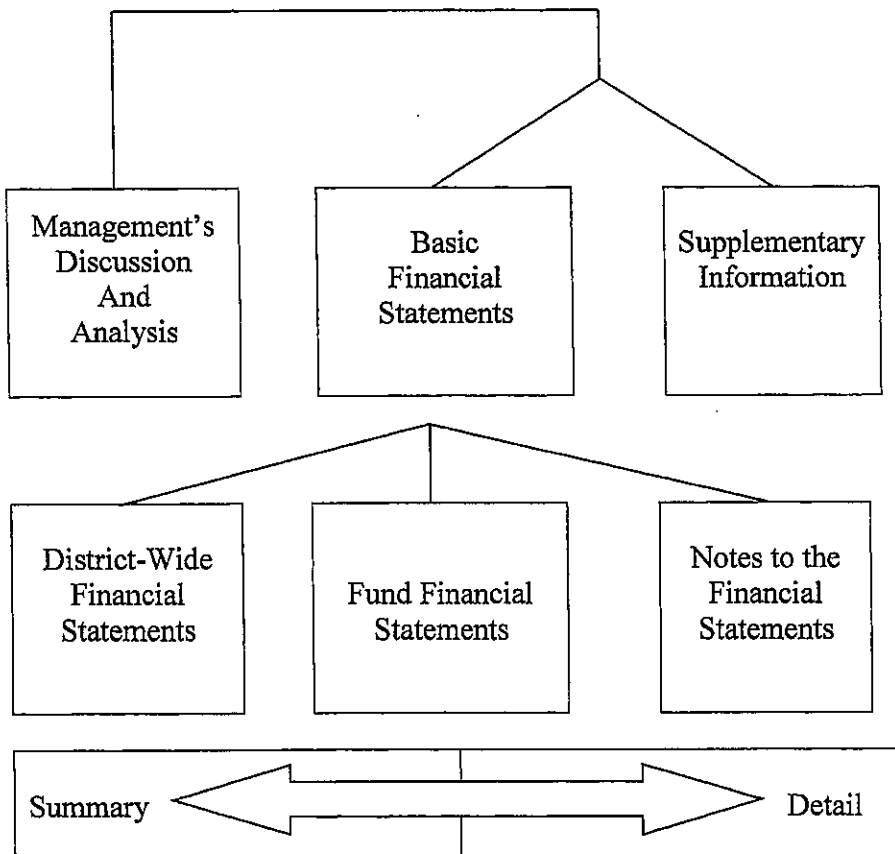 Management's
Discussion
And
Analysis
Basic
Financial
Statements
Supplementary
Information
District-Wide
Financial
Statements
Fund Financial
Statements
Notes to the
Financial
Statements
Summary
Detail